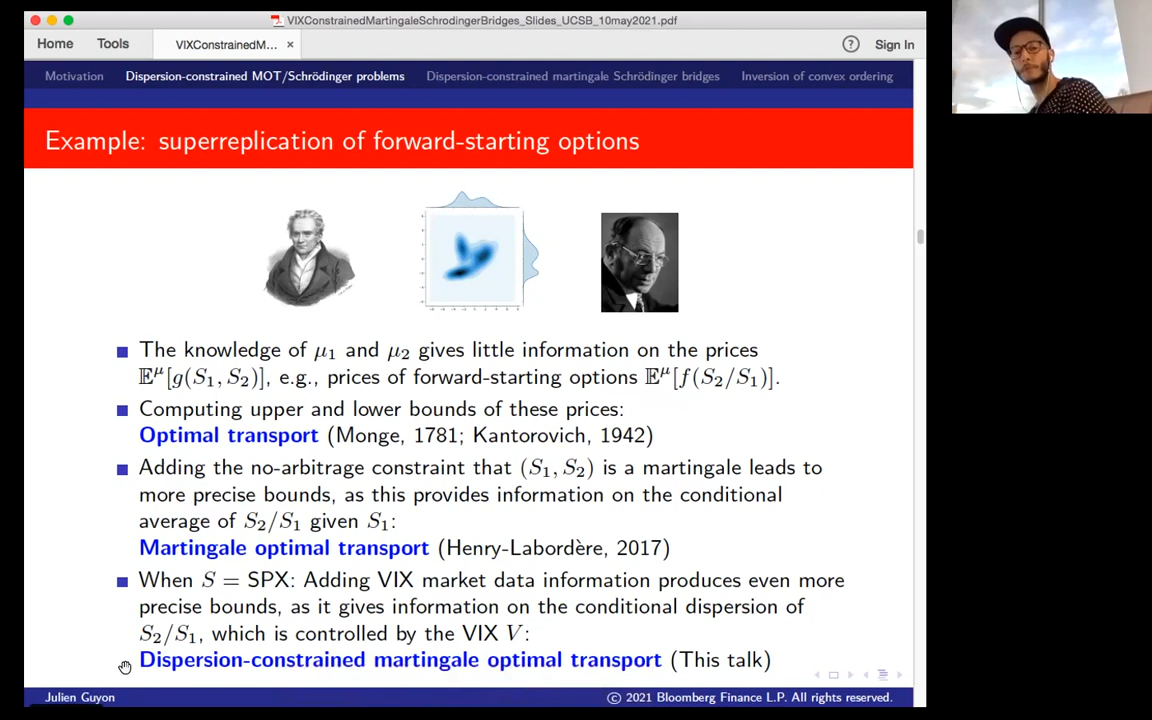 VIXConstrainedMartingaleSchrodingerBridges_Slides_UCSB_10may2021.pdf
Home Tools VIXConstrainedM... × ? Sign In
Motivation Dispersion-constrained MOT/Schrödinger problems Dispersion-constrained martingale Schrödinger bridges Inversion of convex ordering
Example: superreplication of forward-starting options
The knowledge of μ₁ and μ₂ gives little information on the prices
𝔼^μ[g(S₁, S₂)], e.g., prices of forward-starting options 𝔼^μ[f(S₂/S₁)].
Computing upper and lower bounds of these prices:
Optimal transport (Monge, 1781; Kantorovich, 1942)
Adding the no-arbitrage constraint that (S₁, S₂) is a martingale leads to
more precise bounds, as this provides information on the conditional
average of S₂/S₁ given S₁:
Martingale optimal transport (Henry-Labordère, 2017)
When S = SPX: Adding VIX market data information produces even more
precise bounds, as it gives information on the conditional dispersion of
S₂/S₁, which is controlled by the VIX V:
Dispersion-constrained martingale optimal transport (This talk)
Julien Guyon © 2021 Bloomberg Finance L.P. All rights reserved.